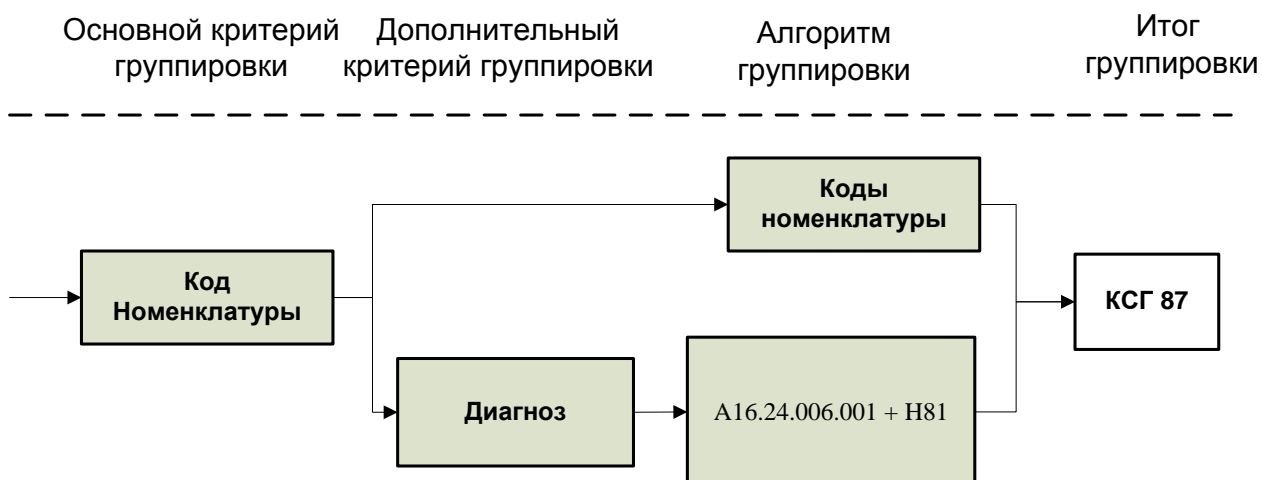 Основной критерий
группировки
Дополнительный
критерий группировки
Алгоритм
группировки
Итог
группировки
Код
Номенклатуры
Коды
номенклатуры
Диагноз
A16.24.006.001 + H81
КСГ 87